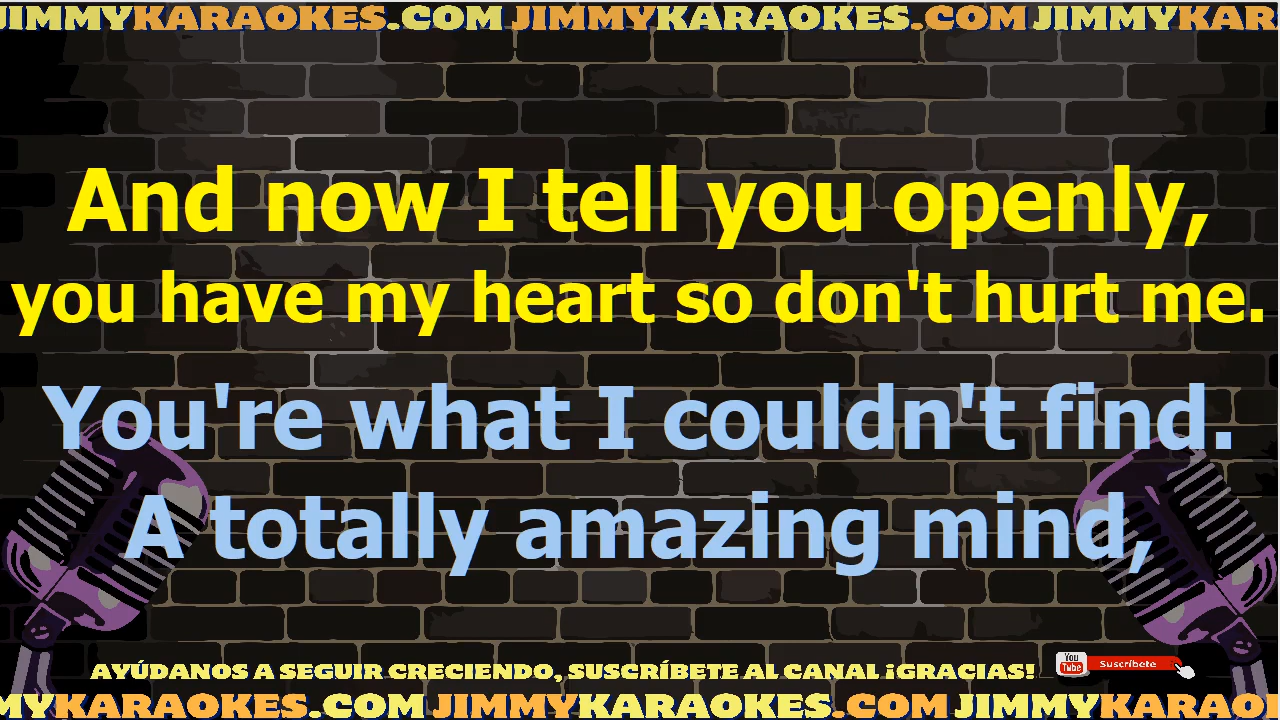 JIMMYKARAOKES.COM JIMMYKARAOKES.COM JIMMYKAR
And now I tell you openly,
you have my heart so don't hurt me.
You're what I couldn't find.
A totally amazing mind,
AYÚDANOS A SEGUIR CRECIENDO, SUSCRÍBETE AL CANAL ¡GRACIAS!
You Tube Suscríbete
MYKARAOKES.COM JIMMYKARAOKES.COM JIMMYKARAO